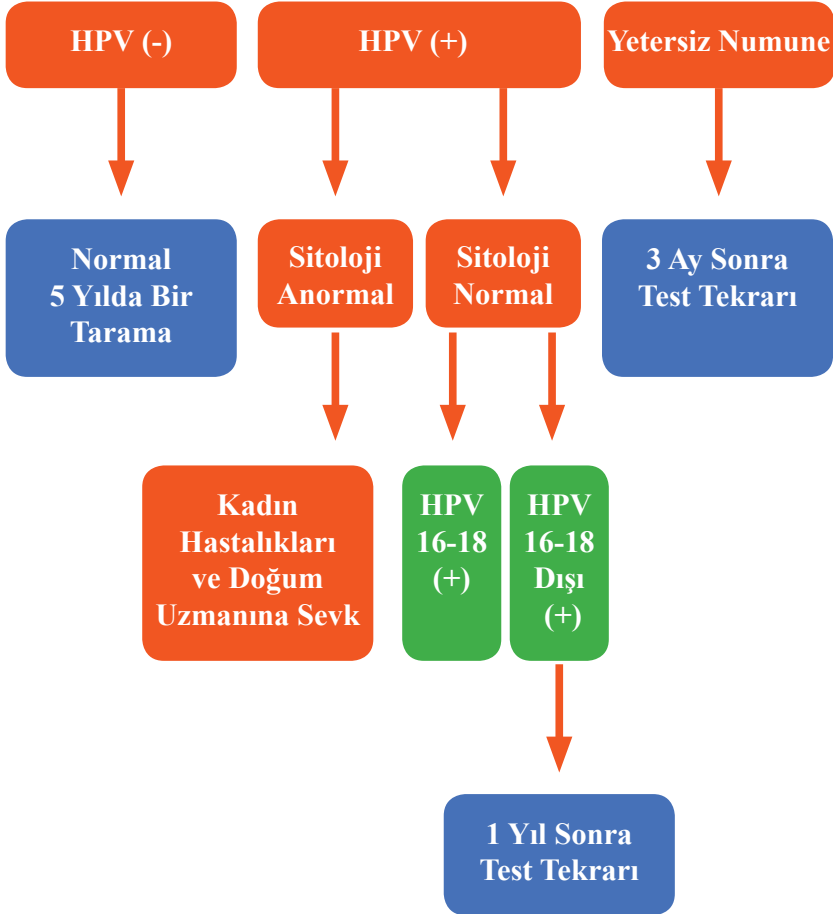 HPV (-)
HPV (+)
Yetersiz Numune
Normal
5 Yılda Bir
Tarama
Sitoloji
Anormal
Sitoloji
Normal
3 Ay Sonra
Test Tekrarı
Kadın
Hastalıkları
ve Doğum
Uzmanına Sevk
HPV
16-18
(+)
HPV
16-18
Dışı
(+)
1 Yıl Sonra
Test Tekrarı